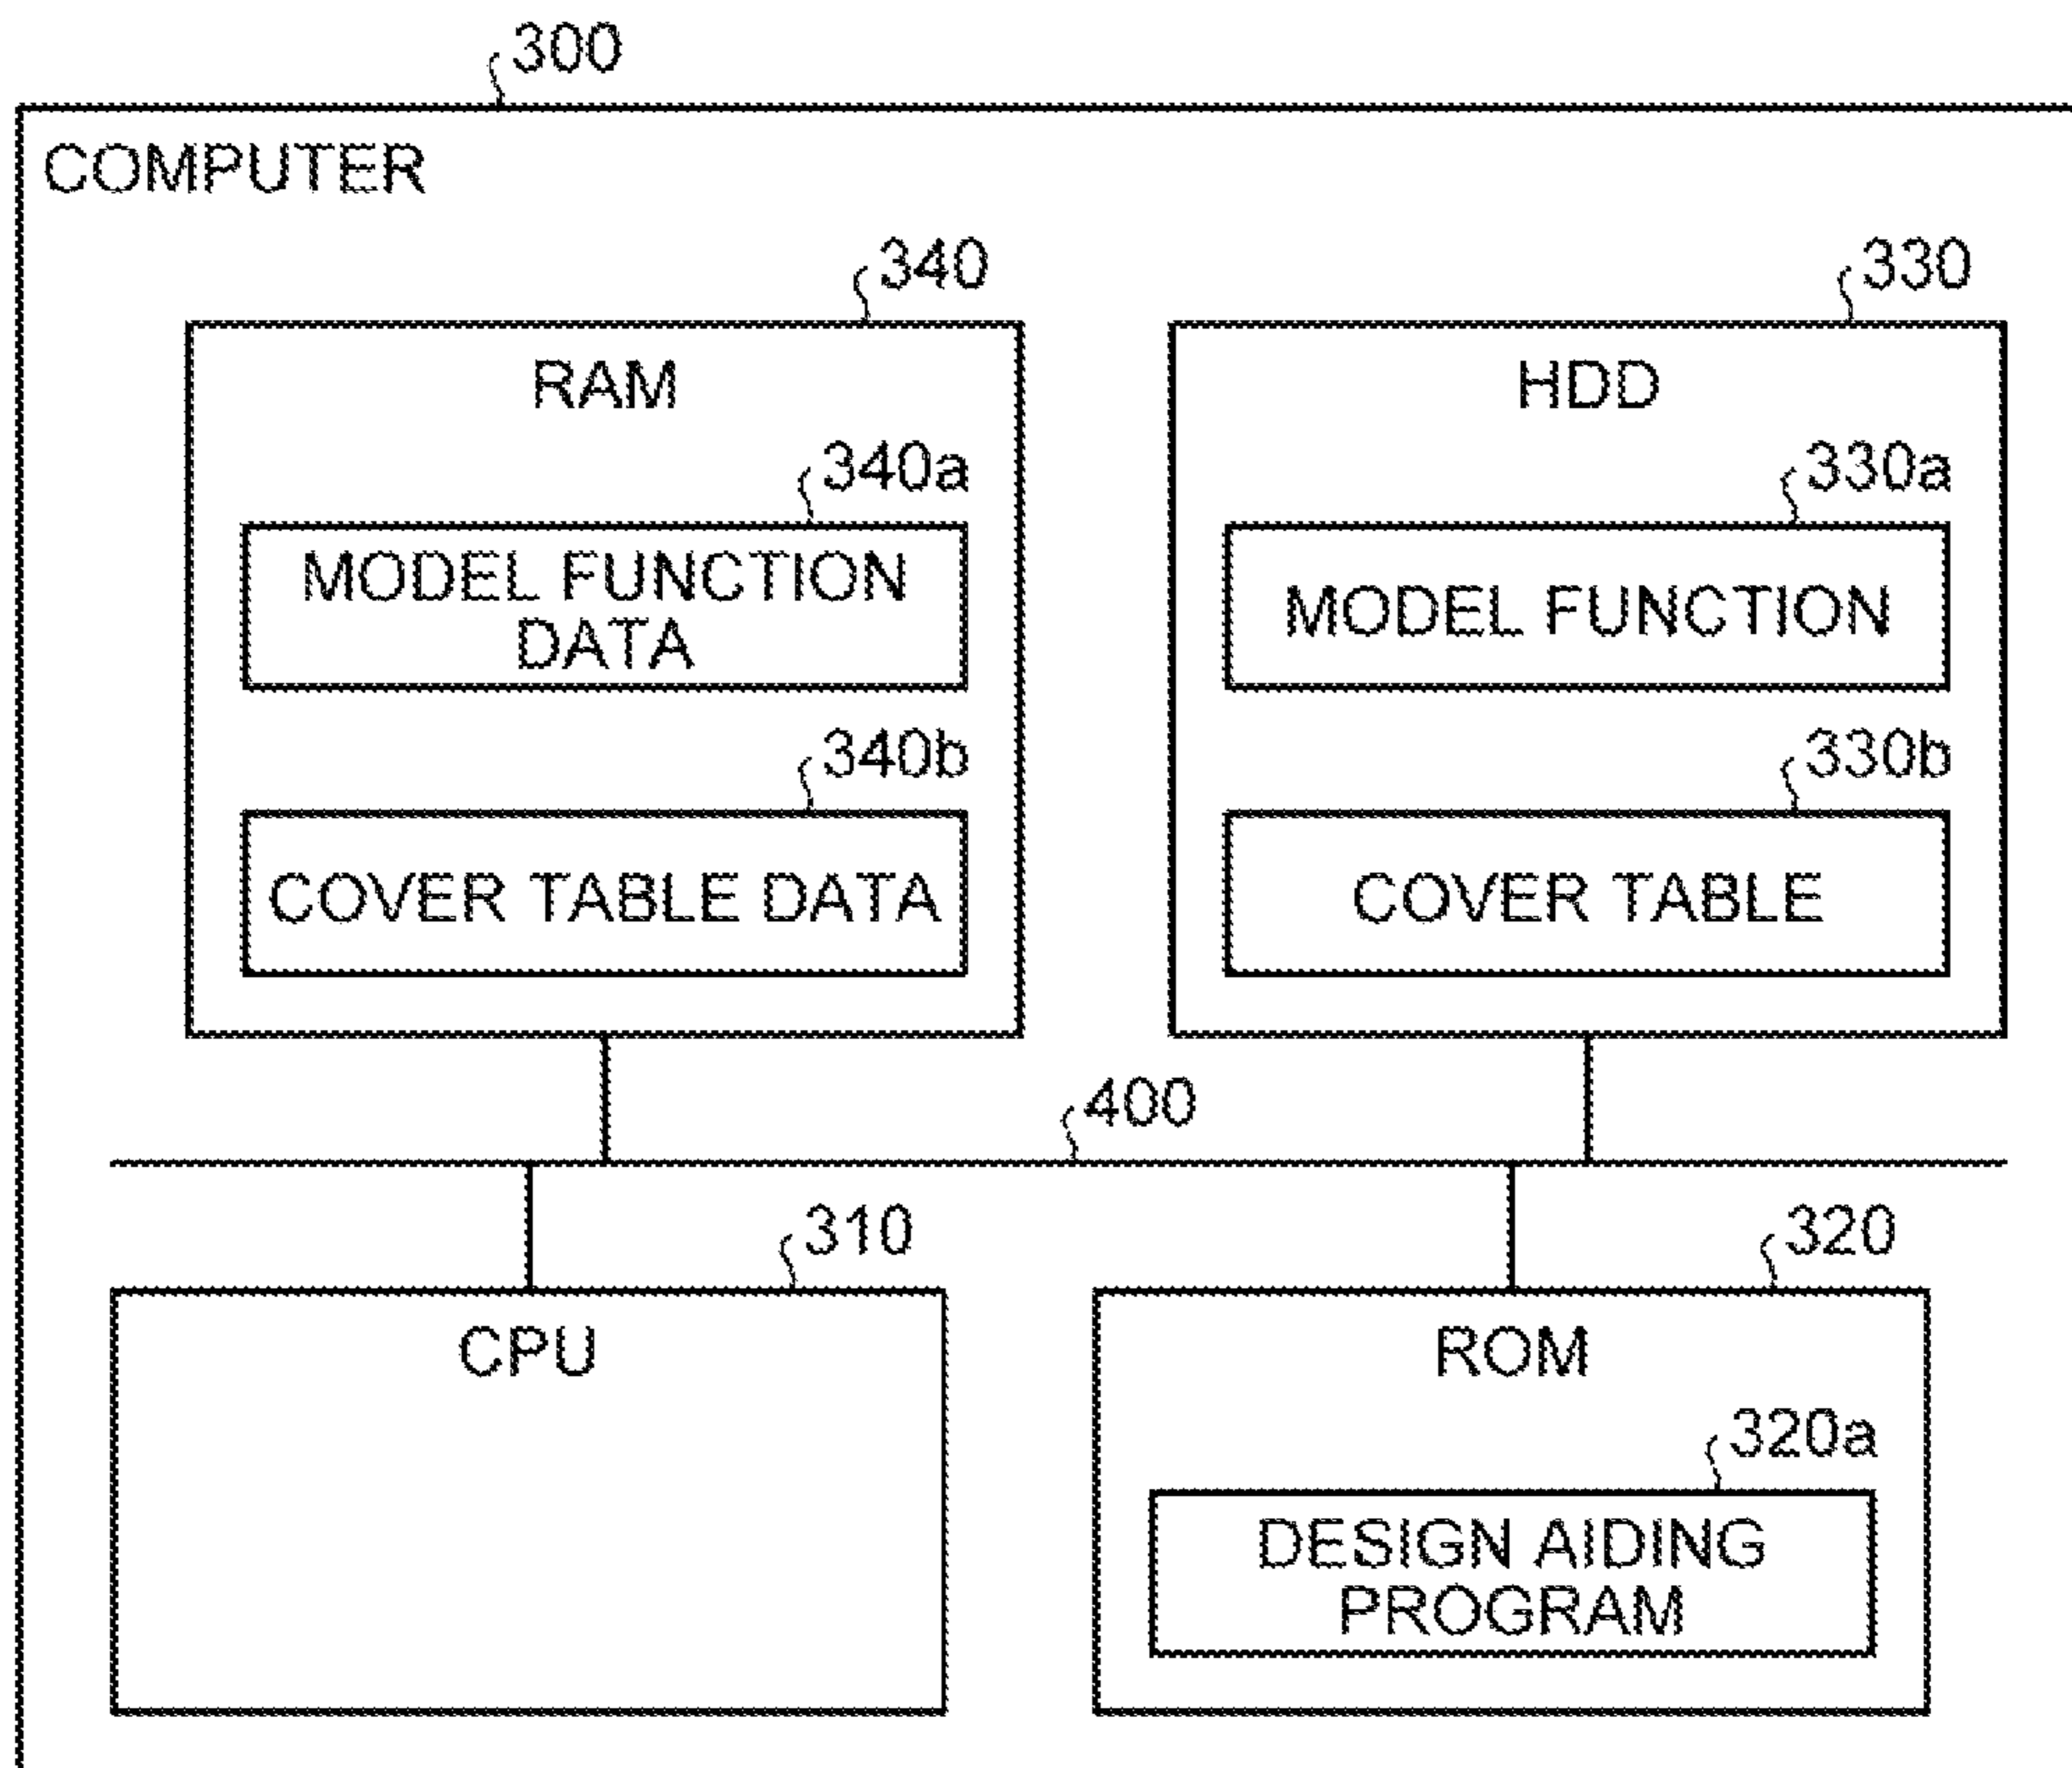 300
COMPUTER
340
330
RAM
HDD
340a
330a
MODEL FUNCTION
DATA
MODEL FUNCTION
340b
330b
COVER TABLE DATA
COVER TABLE
400
310
320
CPU
ROM
320a
DESIGN AIDING
PROGRAM